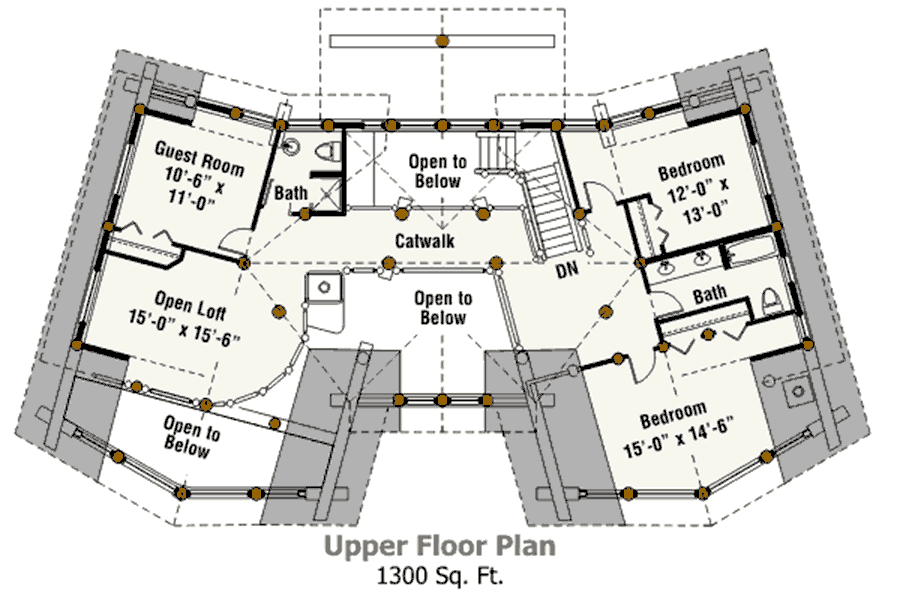 Guest Room
10'-6" x
11'-0"
Bath
Open to
Below
Bedroom
12'-0" x
13'-0"
Catwalk
DN
Open Loft
15'-0" x 15'-6"
Open to
Below
Bath
Open to
Below
Bedroom
15'-0" x 14'-6"
Upper Floor Plan
1300 Sq. Ft.